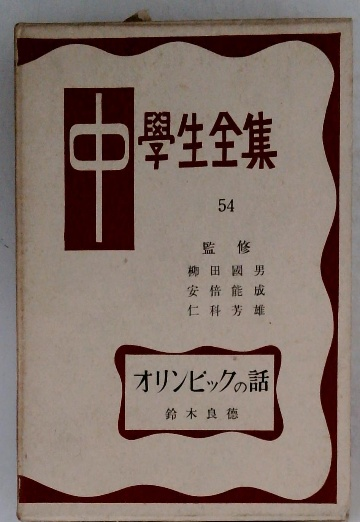 中學生全集
54
監修
柳田國男
安倍能成
仁科芳雄
オリンピックの話
鈴木良徳